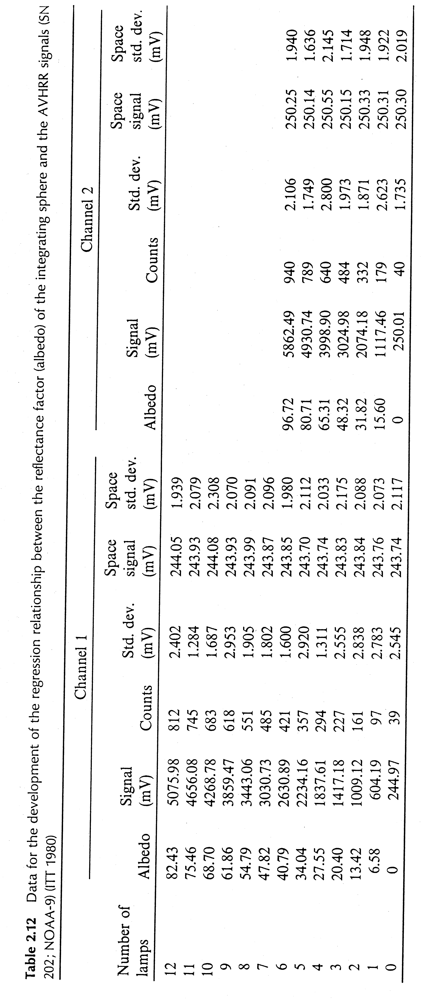 Table 2.12 Data for the development of the regression relationship between the reflectance factor (albedo) of the integrating sphere and the AVHRR signals (SN
202; NOAA-9) (ITT 1980)
Channel 1 Channel 2
Space Space Space Space
Number of Signal Std. dev. signal std. dev. Signal Std. dev. signal std. dev.
lamps Albedo (mV) Counts (mV) (mV) (mV) Albedo (mV) Counts (mV) (mV) (mV)
12 82.43 5075.98 812 2.402 244.05 1.939
11 75.46 4656.08 745 1.284 243.93 2.079
10 68.70 4268.78 683 1.687 244.08 2.308
9 61.86 3859.47 618 2.953 243.93 2.070
8 54.79 3443.06 551 1.905 243.99 2.091
7 47.82 3030.73 485 1.802 243.87 2.096
6 40.79 2630.89 421 1.600 243.85 1.980 96.72 5862.49 940 2.106 250.25 1.940
5 34.04 2234.16 357 2.920 243.70 2.112 80.71 4930.74 789 1.749 250.14 1.636
4 27.55 1837.61 294 1.311 243.74 2.033 65.31 3998.90 640 2.800 250.55 2.145
3 20.40 1417.18 227 2.555 243.83 2.175 48.32 3024.98 484 1.973 250.15 1.714
2 13.42 1009.12 161 2.838 243.84 2.088 31.82 2074.18 332 1.871 250.33 1.948
1 6.58 604.19 97 2.783 243.76 2.073 15.60 1117.46 179 2.623 250.31 1.922
0 0 244.97 39 2.545 243.74 2.117 0 250.01 40 1.735 250.30 2.019